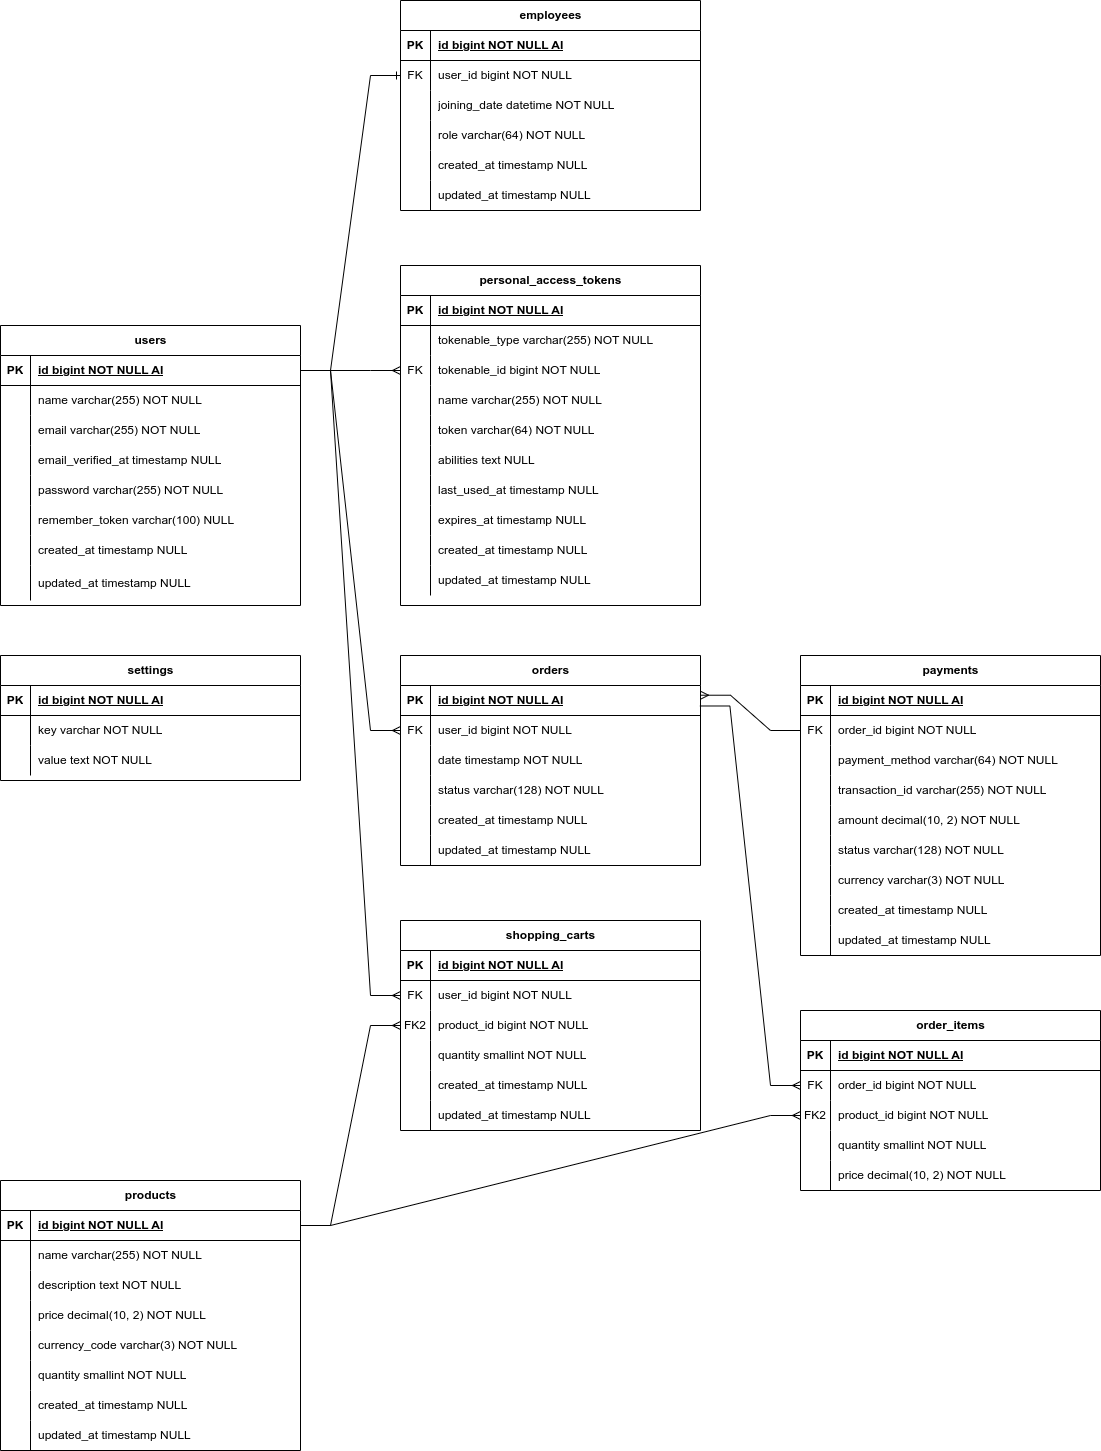 employees
PK id bigint NOT NULL AI
FK user_id bigint NOT NULL
joining_date datetime NOT NULL
role varchar(64) NOT NULL
created_at timestamp NULL
updated_at timestamp NULL
personal_access_tokens
PK id bigint NOT NULL AI
tokenable_type varchar(255) NOT NULL
FK tokenable_id bigint NOT NULL
name varchar(255) NOT NULL
token varchar(64) NOT NULL
abilities text NULL
last_used_at timestamp NULL
expires_at timestamp NULL
created_at timestamp NULL
updated_at timestamp NULL
users
PK id bigint NOT NULL AI
name varchar(255) NOT NULL
email varchar(255) NOT NULL
email_verified_at timestamp NULL
password varchar(255) NOT NULL
remember_token varchar(100) NULL
created_at timestamp NULL
updated_at timestamp NULL
settings
PK id bigint NOT NULL AI
key varchar NOT NULL
value text NOT NULL
orders
PK id bigint NOT NULL AI
FK user_id bigint NOT NULL
date timestamp NOT NULL
status varchar(128) NOT NULL
created_at timestamp NULL
updated_at timestamp NULL
payments
PK id bigint NOT NULL AI
FK order_id bigint NOT NULL
payment_method varchar(64) NOT NULL
transaction_id varchar(255) NOT NULL
amount decimal(10, 2) NOT NULL
status varchar(128) NOT NULL
currency varchar(3) NOT NULL
created_at timestamp NULL
updated_at timestamp NULL
shopping_carts
PK id bigint NOT NULL AI
FK user_id bigint NOT NULL
FK2 product_id bigint NOT NULL
quantity smallint NOT NULL
created_at timestamp NULL
updated_at timestamp NULL
order_items
PK id bigint NOT NULL AI
FK order_id bigint NOT NULL
FK2 product_id bigint NOT NULL
quantity smallint NOT NULL
price decimal(10, 2) NOT NULL
products
PK id bigint NOT NULL AI
name varchar(255) NOT NULL
description text NOT NULL
price decimal(10, 2) NOT NULL
currency_code varchar(3) NOT NULL
quantity smallint NOT NULL
created_at timestamp NULL
updated_at timestamp NULL